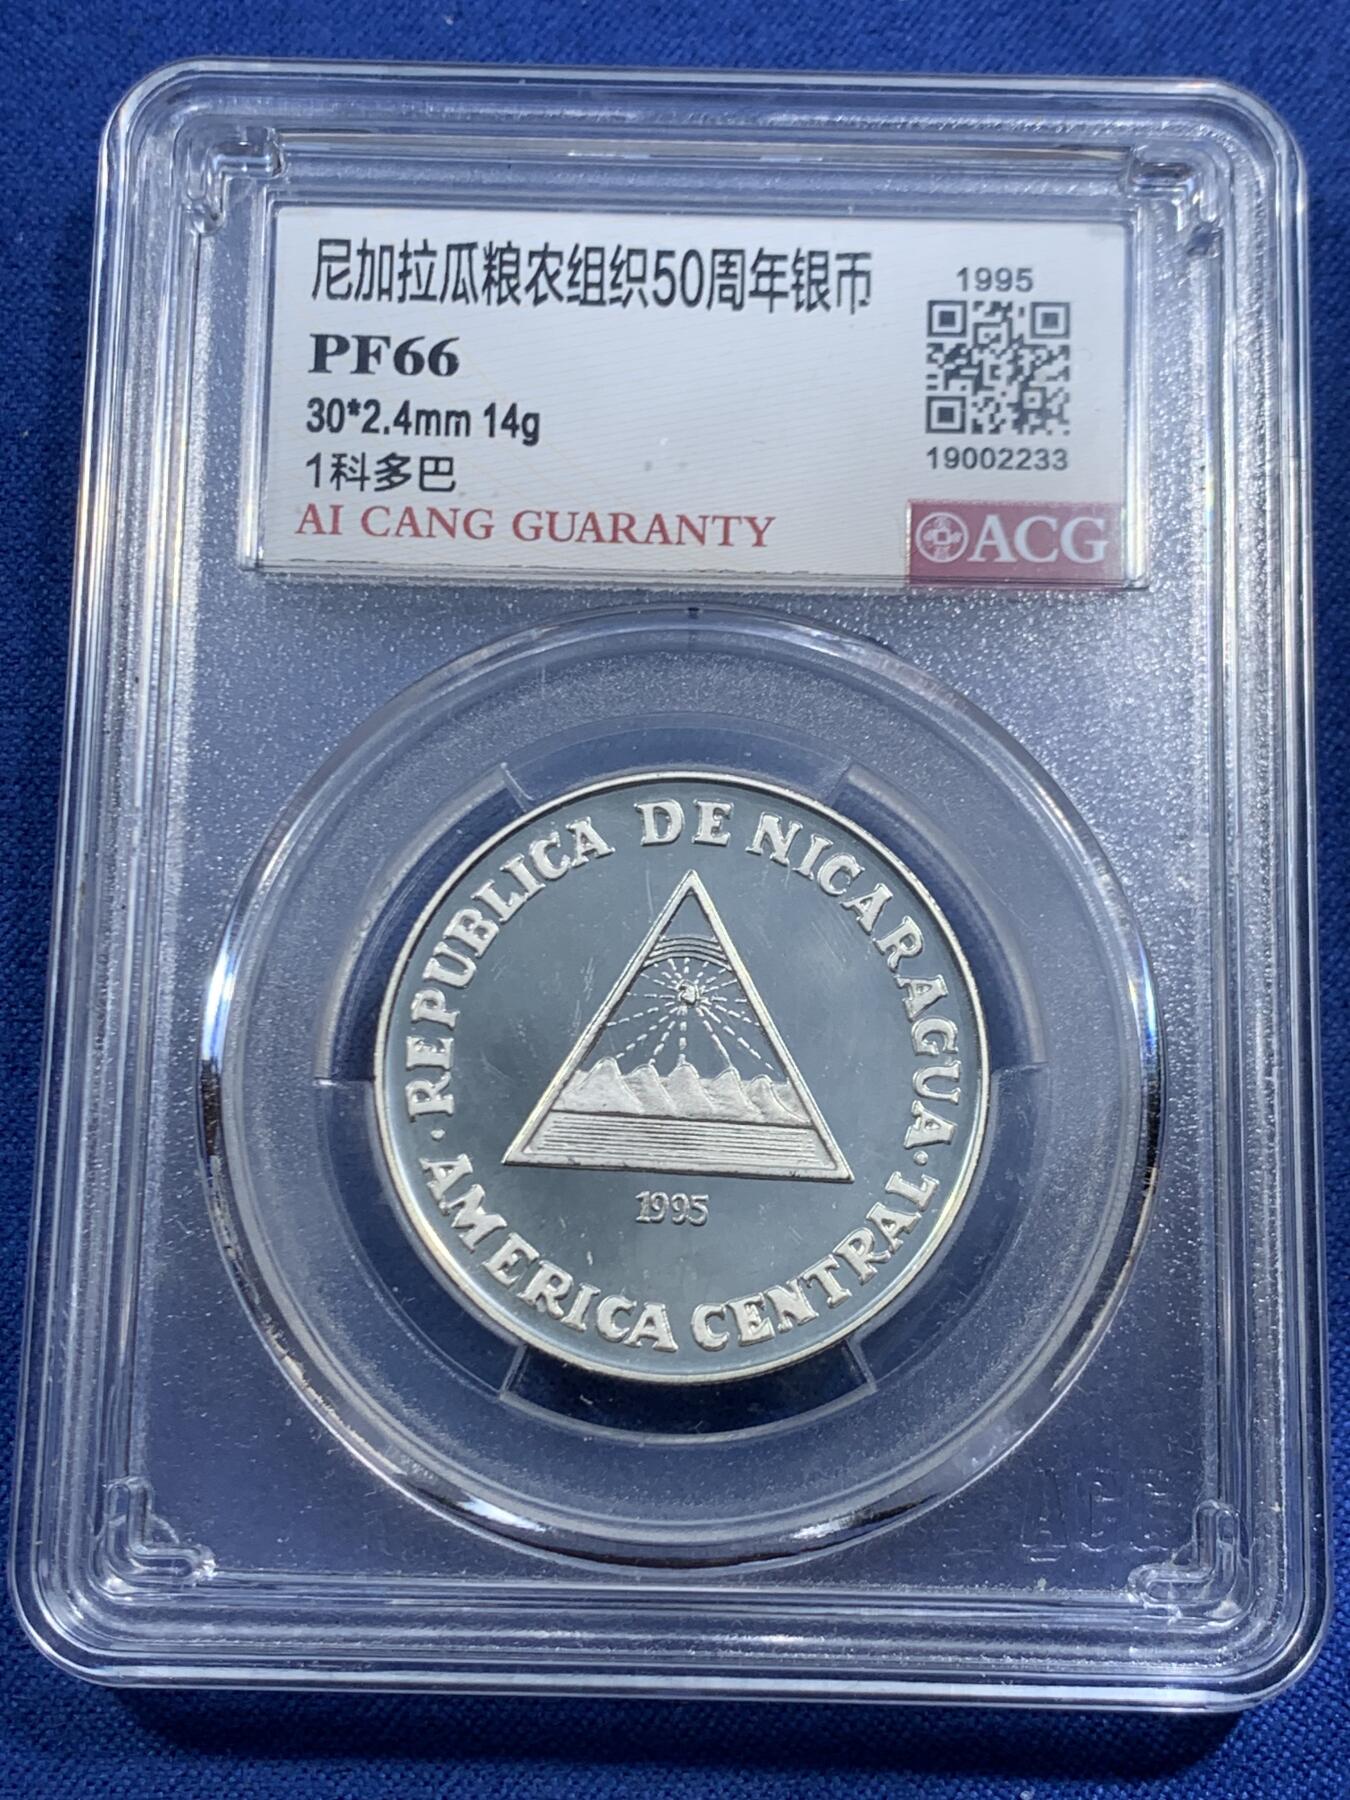 尼加拉瓜粮农组织50周年银币
1995
PF66
30*2.4mm 14g
1科多巴
19002233
AI CANG GUARANTY
ACG
· REPUBLICA DE NICARAGUA ·
1995
AMERICA CENTRAL
ACG